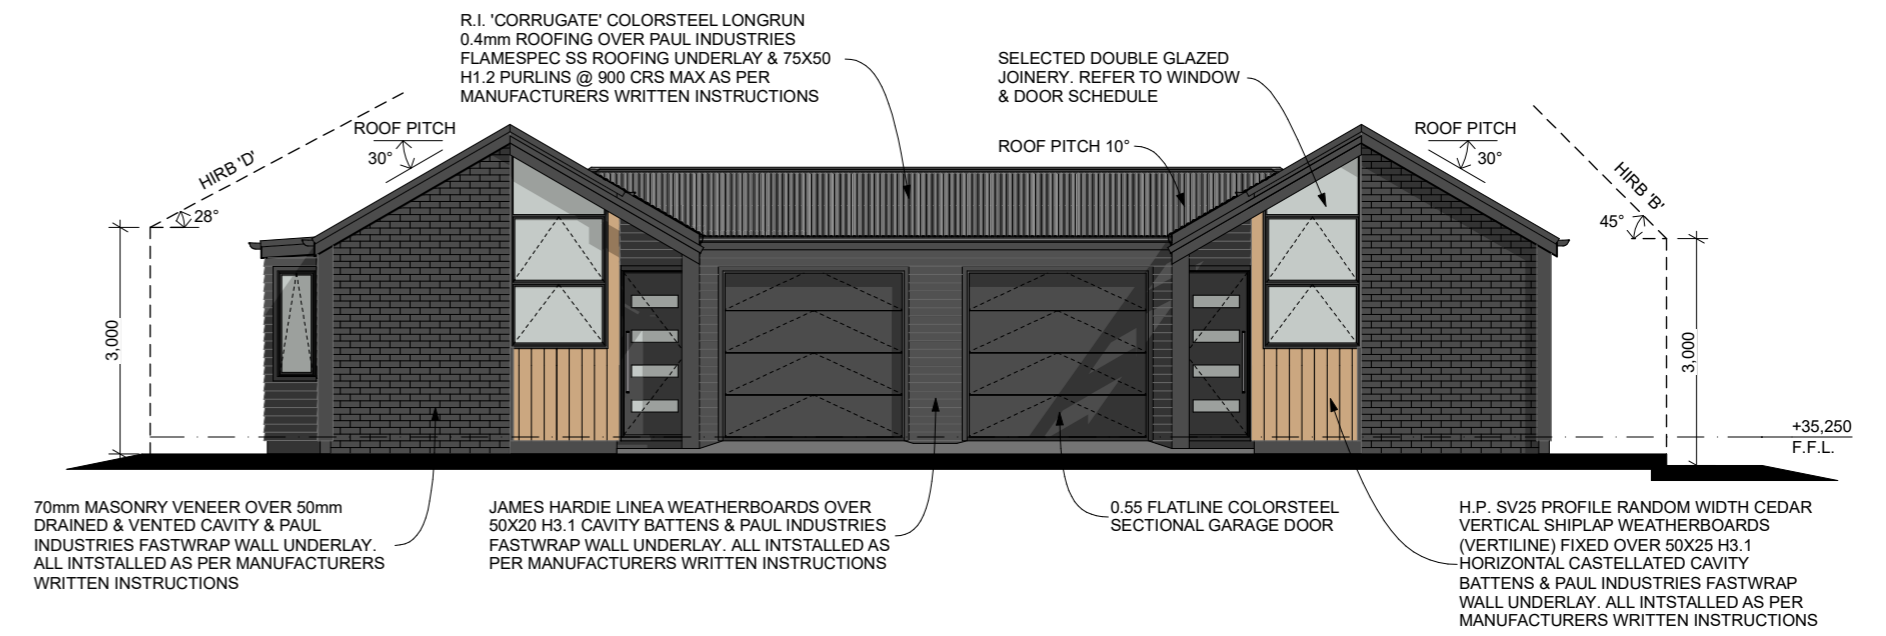 R.I. 'CORRUGATE' COLORSTEEL LONGRUN
0.4mm ROOFING OVER PAUL INDUSTRIES
FLAMESPEC SS ROOFING UNDERLAY & 75X50
H1.2 PURLINS @ 900 CRS MAX AS PER
MANUFACTURERS WRITTEN INSTRUCTIONS
SELECTED DOUBLE GLAZED
JOINERY. REFER TO WINDOW
& DOOR SCHEDULE
ROOF PITCH
30°
ROOF PITCH 10°
ROOF PITCH
30°
HIRB 'D'
28°
HIRB 'B'
45°
3,000
3,000
+35,250
F.F.L.
70mm MASONRY VENEER OVER 50mm
DRAINED & VENTED CAVITY & PAUL
INDUSTRIES FASTWRAP WALL UNDERLAY.
ALL INTSTALLED AS PER MANUFACTURERS
WRITTEN INSTRUCTIONS
JAMES HARDIE LINEA WEATHERBOARDS OVER
50X20 H3.1 CAVITY BATTENS & PAUL INDUSTRIES
FASTWRAP WALL UNDERLAY. ALL INTSTALLED AS
PER MANUFACTURERS WRITTEN INSTRUCTIONS
0.55 FLATLINE COLORSTEEL
SECTIONAL GARAGE DOOR
H.P. SV25 PROFILE RANDOM WIDTH CEDAR
VERTICAL SHIPLAP WEATHERBOARDS
(VERTILINE) FIXED OVER 50X25 H3.1
HORIZONTAL CASTELLATED CAVITY
BATTENS & PAUL INDUSTRIES FASTWRAP
WALL UNDERLAY. ALL INTSTALLED AS PER
MANUFACTURERS WRITTEN INSTRUCTIONS